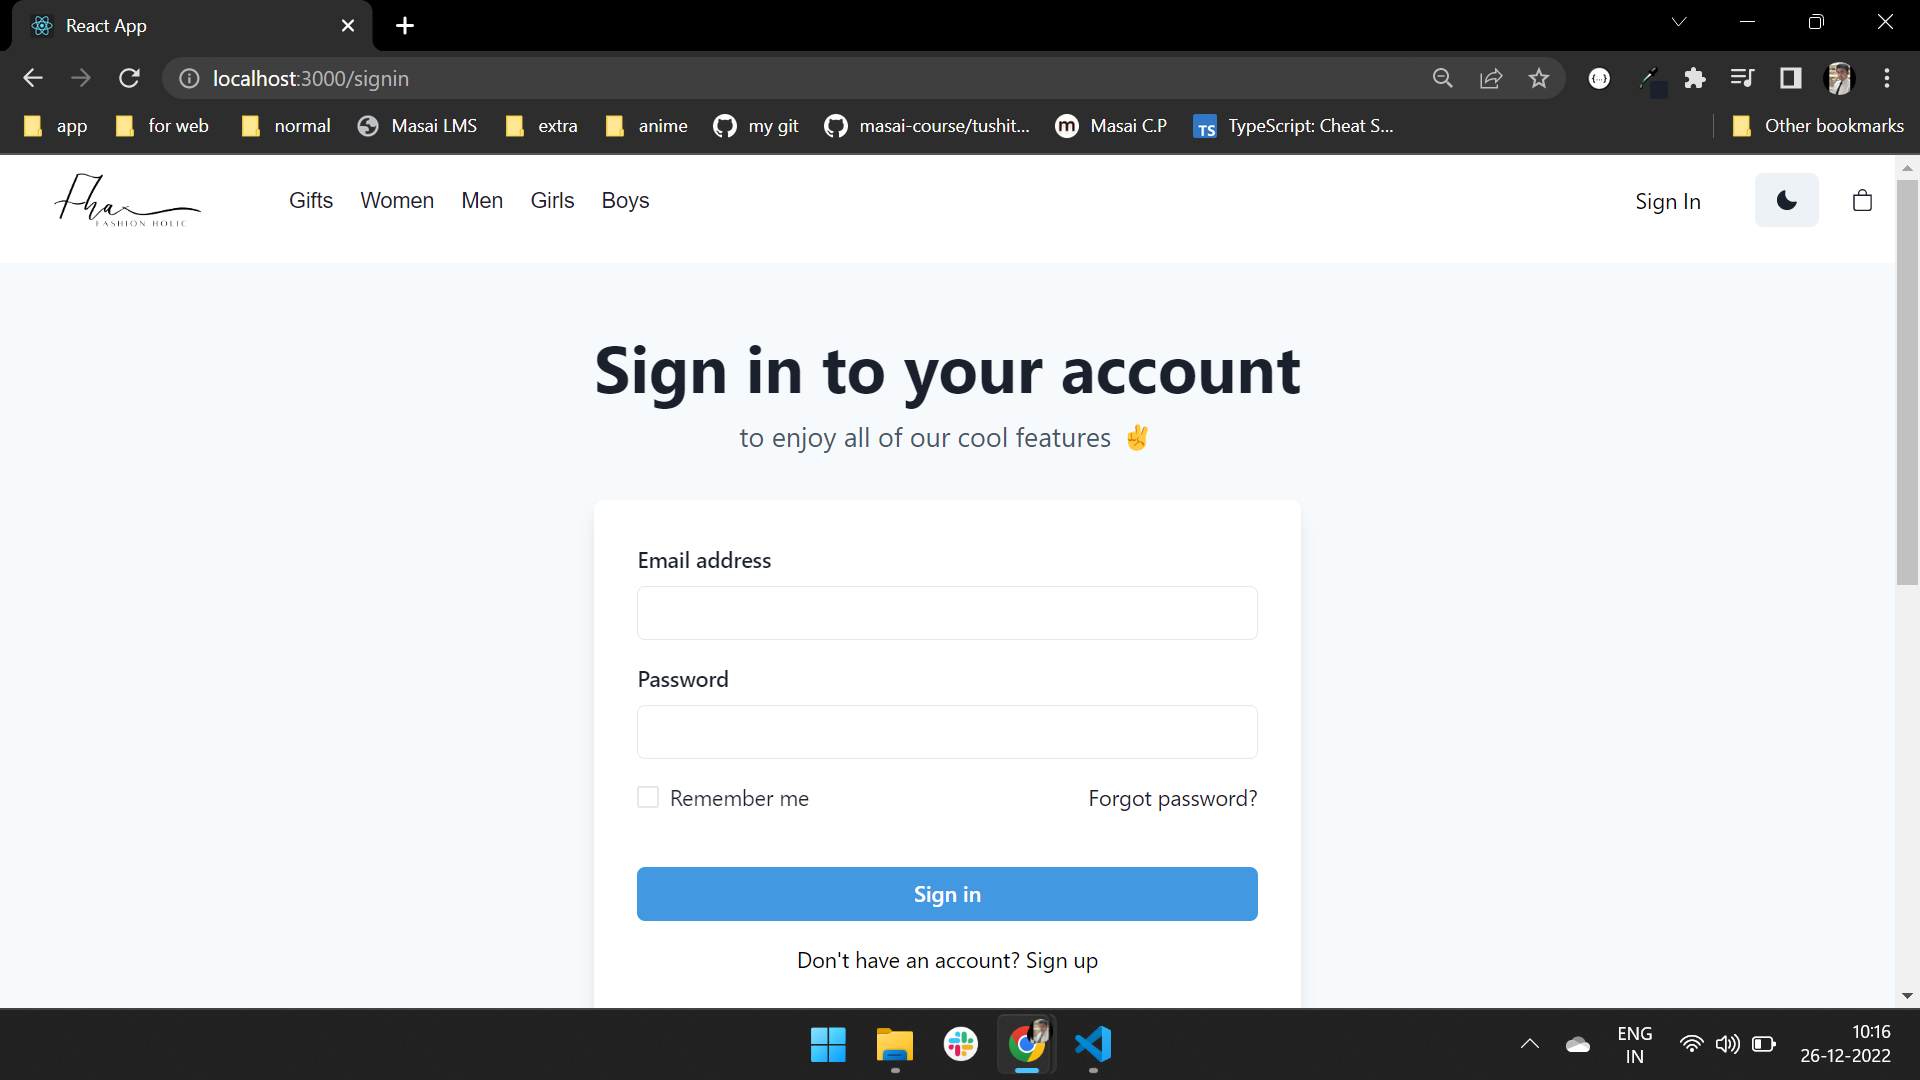 React App
localhost:3000/signin
app for web normal Masai LMS extra anime my git masai-course/tushit... Masai C.P TS TypeScript: Cheat S... Other bookmarks
Fha
FASHION HOLIC
Gifts Women Men Girls Boys Sign In
Sign in to your account
to enjoy all of our cool features ✌
Email address
Password
Remember me Forgot password?
Sign in
Don't have an account? Sign up
ENG
IN
10:16
26-12-2022